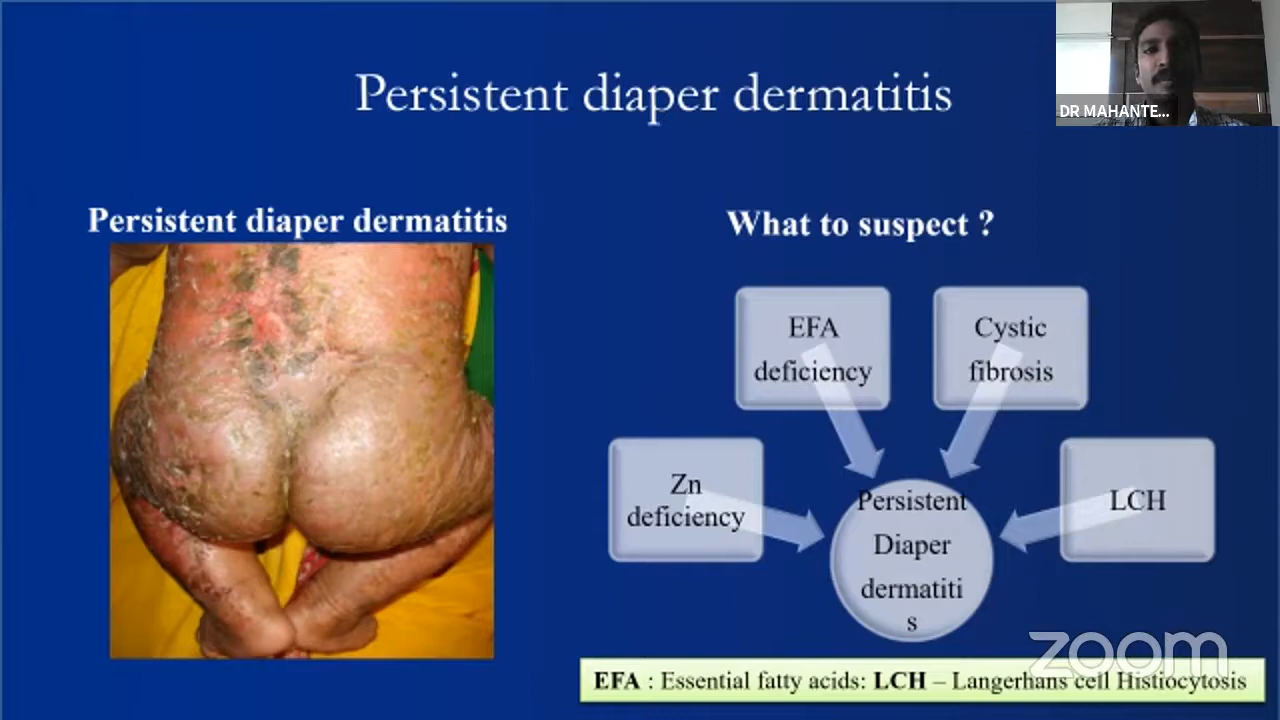 Persistent diaper dermatitis
DR MAHANTE...
Persistent diaper dermatitis
What to suspect ?
EFA
deficiency
Cystic
fibrosis
Zn
deficiency
LCH
Persistent
Diaper
dermatiti
s
zoom
EFA : Essential fatty acids: LCH – Langerhans cell Histiocytosis